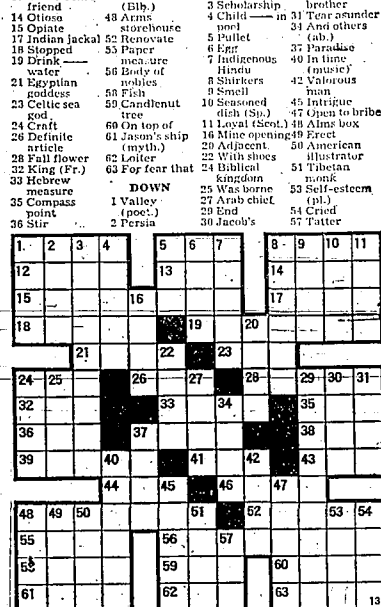 friend
14 Otiose
15 Opiate
17 Indian jackal
18 Stopped
19 Drink —
water
21 Egyptian
goddess
23 Celtic sea
god
24 Craft
26 Definite
article
28 Fall flower
32 King (Fr.)
33 Hebrew
measure
35 Compass
point
36 Stir
(Bib.)
48 Arms
storehouse
52 Renovate
55 Paper
measure
56 Body of
nobles
58 Fish
59 Candlenut
tree
60 On top of
61 Jason's ship
(myth.)
62 Loiter
63 For fear that
DOWN
1 Valley
(poet.)
2 Persia
3 Scholarship
4 Child — in
pool
5 Pullet
6 Egg
7 Indigenous
Hindu
8 Shirkers
9 Smell
10 Seasoned
dish (Sp.)
11 Loyal (Scot.)
16 Mine opening
20 Adjacent
22 With shoes
24 Biblical
kingdom
25 Was borne
27 Arab chief
29 End
30 Jacob's
brother
31 Tear asunder
34 And others
(ab.)
37 Paradise
40 In time
(music)
42 Valorous
man
45 Intrigue
47 Open to bribe
48 Alms box
49 Erect
50 American
illustrator
51 Tibetan
monk
53 Self-esteem
(pl.)
54 Cried
57 Tatter
1 2 3 4 5 6 7 8 9 10 11
12 13 14
15 16 17
18 19 20
21 22 23
24 25 26 27 28 29 30 31
32 33 34 35
36 37 38
39 40 41 42 43
44 45 46 47
48 49 50 51 52 53 54
55 56 57
58 59 60
61 62 63
13